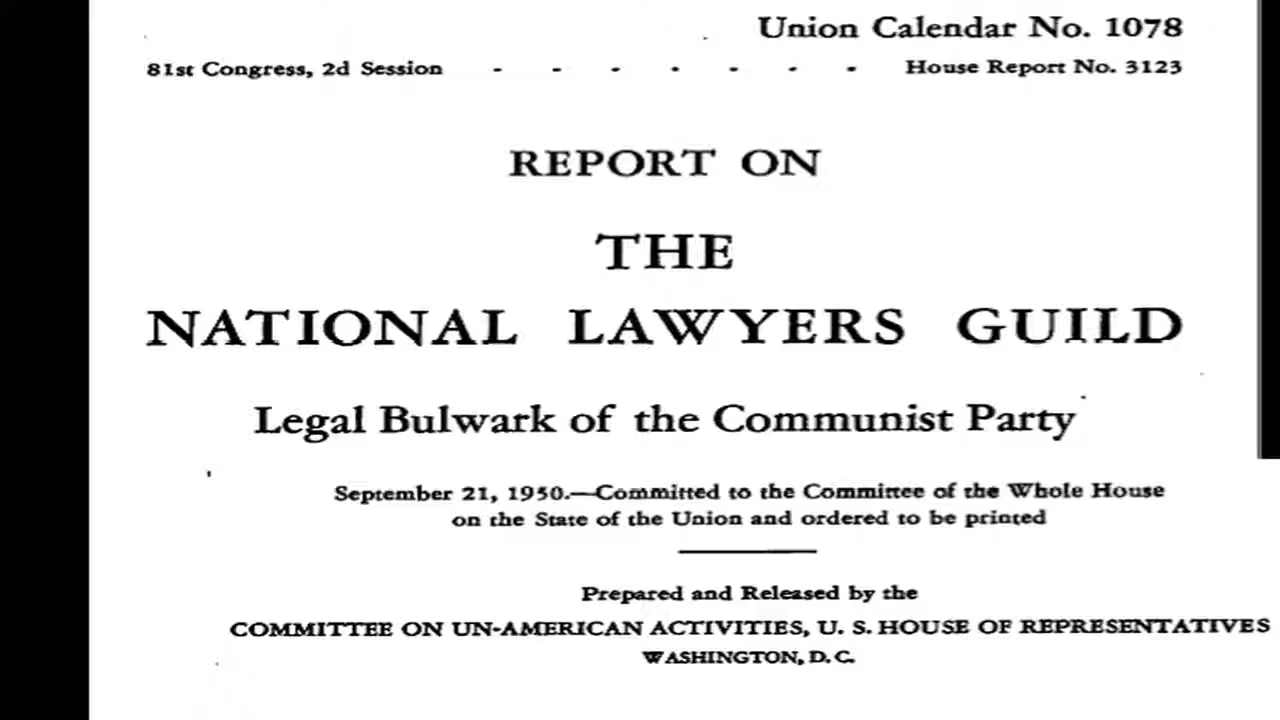 Union Calendar No. 1078
81st Congress, 2d Session - - - - - - - House Report No. 3123
REPORT ON
THE
NATIONAL LAWYERS GUILD
Legal Bulwark of the Communist Party
September 21, 1950.—Committed to the Committee of the Whole House
on the State of the Union and ordered to be printed
Prepared and Released by the
COMMITTEE ON UN-AMERICAN ACTIVITIES, U. S. HOUSE OF REPRESENTATIVES
WASHINGTON, D. C.